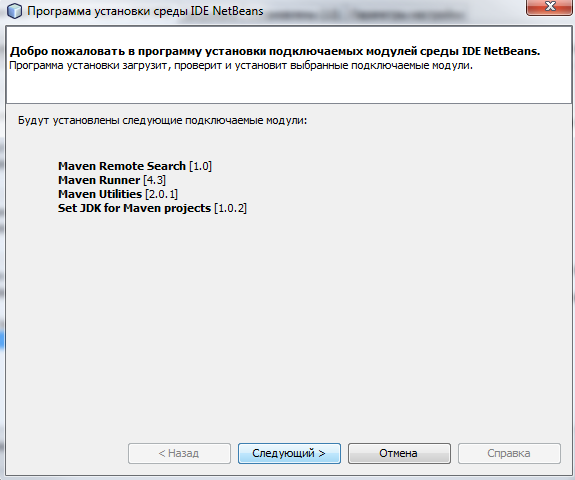 Программа установки среды IDE NetBeans
Добро пожаловать в программу установки подключаемых модулей среды IDE NetBeans.
Программа установки загрузит, проверит и установит выбранные подключаемые модули.
Будут установлены следующие подключаемые модули:
Maven Remote Search [1.0]
Maven Runner [4.3]
Maven Utilities [2.0.1]
Set JDK for Maven projects [1.0.2]
< Назад Следующий > Отмена Справка